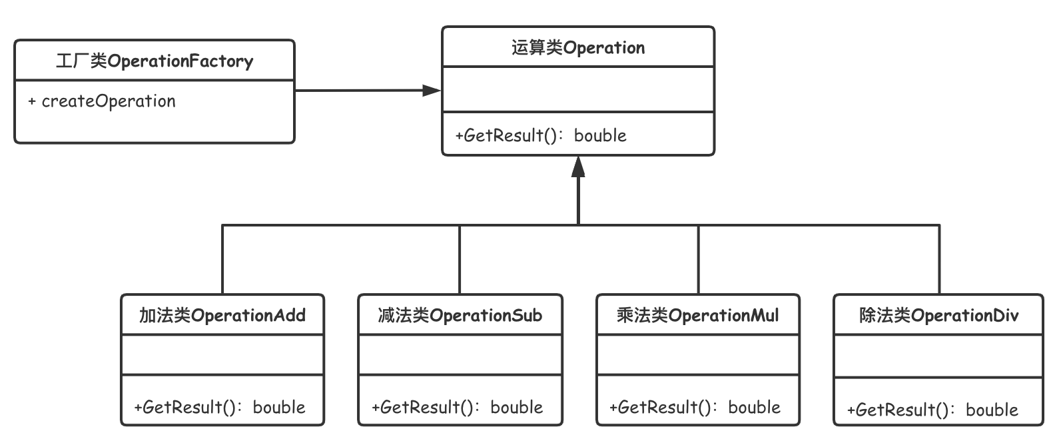 工厂类OperationFactory
+ createOperation
运算类Operation
+GetResult()：bouble
加法类OperationAdd
+GetResult()：bouble
减法类OperationSub
+GetResult()：bouble
乘法类OperationMul
+GetResult()：bouble
除法类OperationDiv
+GetResult()：bouble